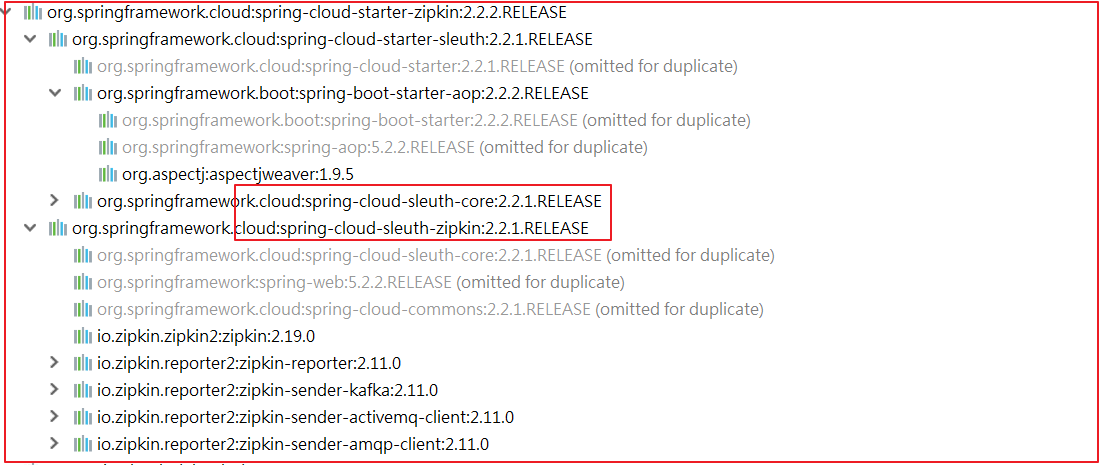 org.springframework.cloud:spring-cloud-starter-zipkin:2.2.2.RELEASE
org.springframework.cloud:spring-cloud-starter-sleuth:2.2.1.RELEASE
org.springframework.cloud:spring-cloud-starter:2.2.1.RELEASE (omitted for duplicate)
org.springframework.boot:spring-boot-starter-aop:2.2.2.RELEASE
org.springframework.boot:spring-boot-starter:2.2.2.RELEASE (omitted for duplicate)
org.springframework:spring-aop:5.2.2.RELEASE (omitted for duplicate)
org.aspectj:aspectjweaver:1.9.5
org.springframework.cloud:spring-cloud-sleuth-core:2.2.1.RELEASE
org.springframework.cloud:spring-cloud-sleuth-zipkin:2.2.1.RELEASE
org.springframework.cloud:spring-cloud-sleuth-core:2.2.1.RELEASE (omitted for duplicate)
org.springframework:spring-web:5.2.2.RELEASE (omitted for duplicate)
org.springframework.cloud:spring-cloud-commons:2.2.1.RELEASE (omitted for duplicate)
io.zipkin.zipkin2:zipkin:2.19.0
io.zipkin.reporter2:zipkin-reporter:2.11.0
io.zipkin.reporter2:zipkin-sender-kafka:2.11.0
io.zipkin.reporter2:zipkin-sender-activemq-client:2.11.0
io.zipkin.reporter2:zipkin-sender-amqp-client:2.11.0